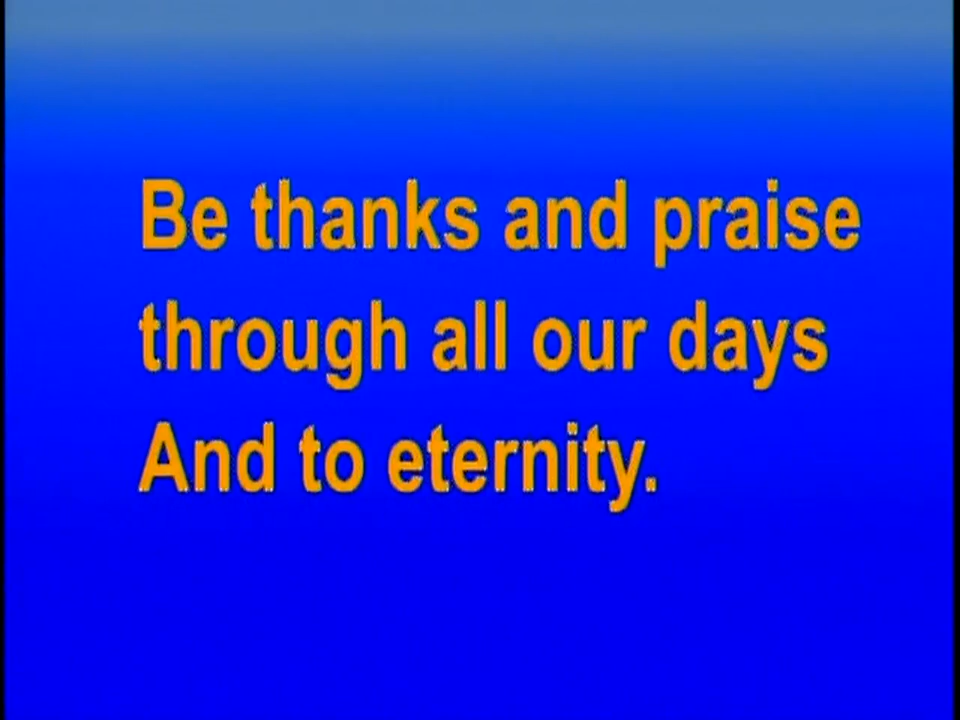 Be thanks and praise
through all our days
And to eternity.